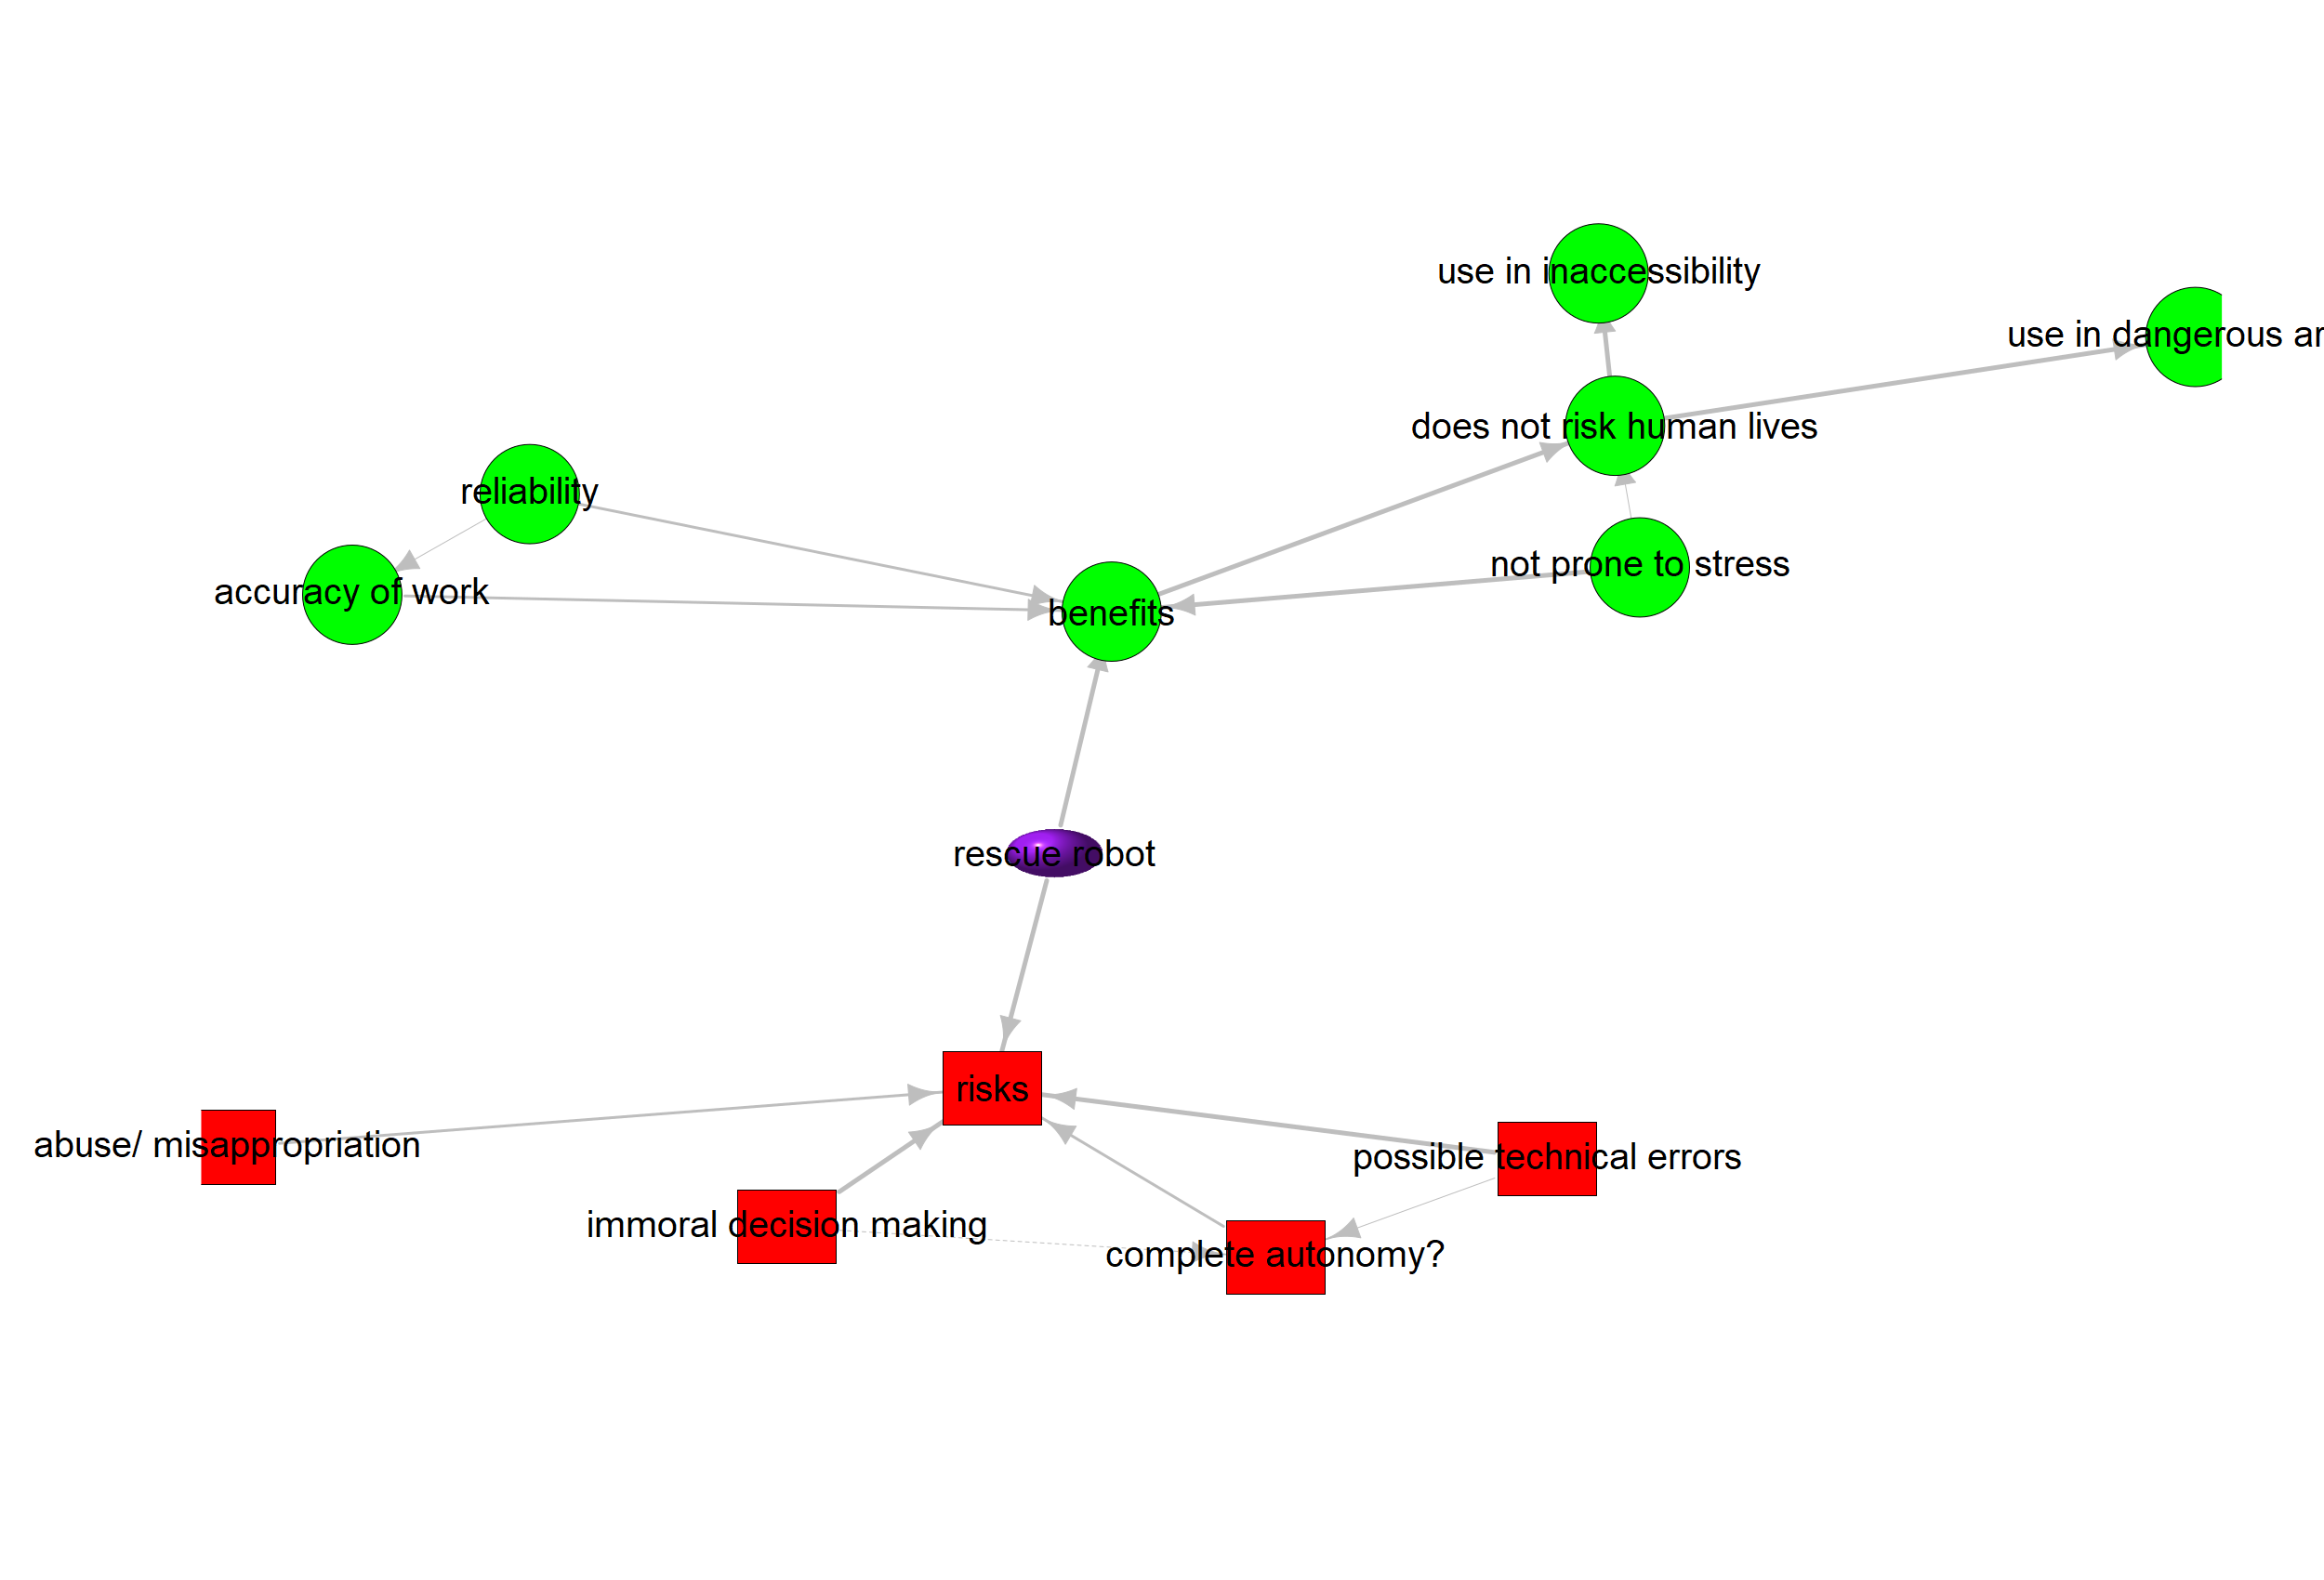 use in inaccessibility
use in dangerous ar
does not risk human lives
reliability
not prone to stress
accuracy of work
benefits
rescue robot
risks
abuse/ misappropriation
possible technical errors
immoral decision making
complete autonomy?